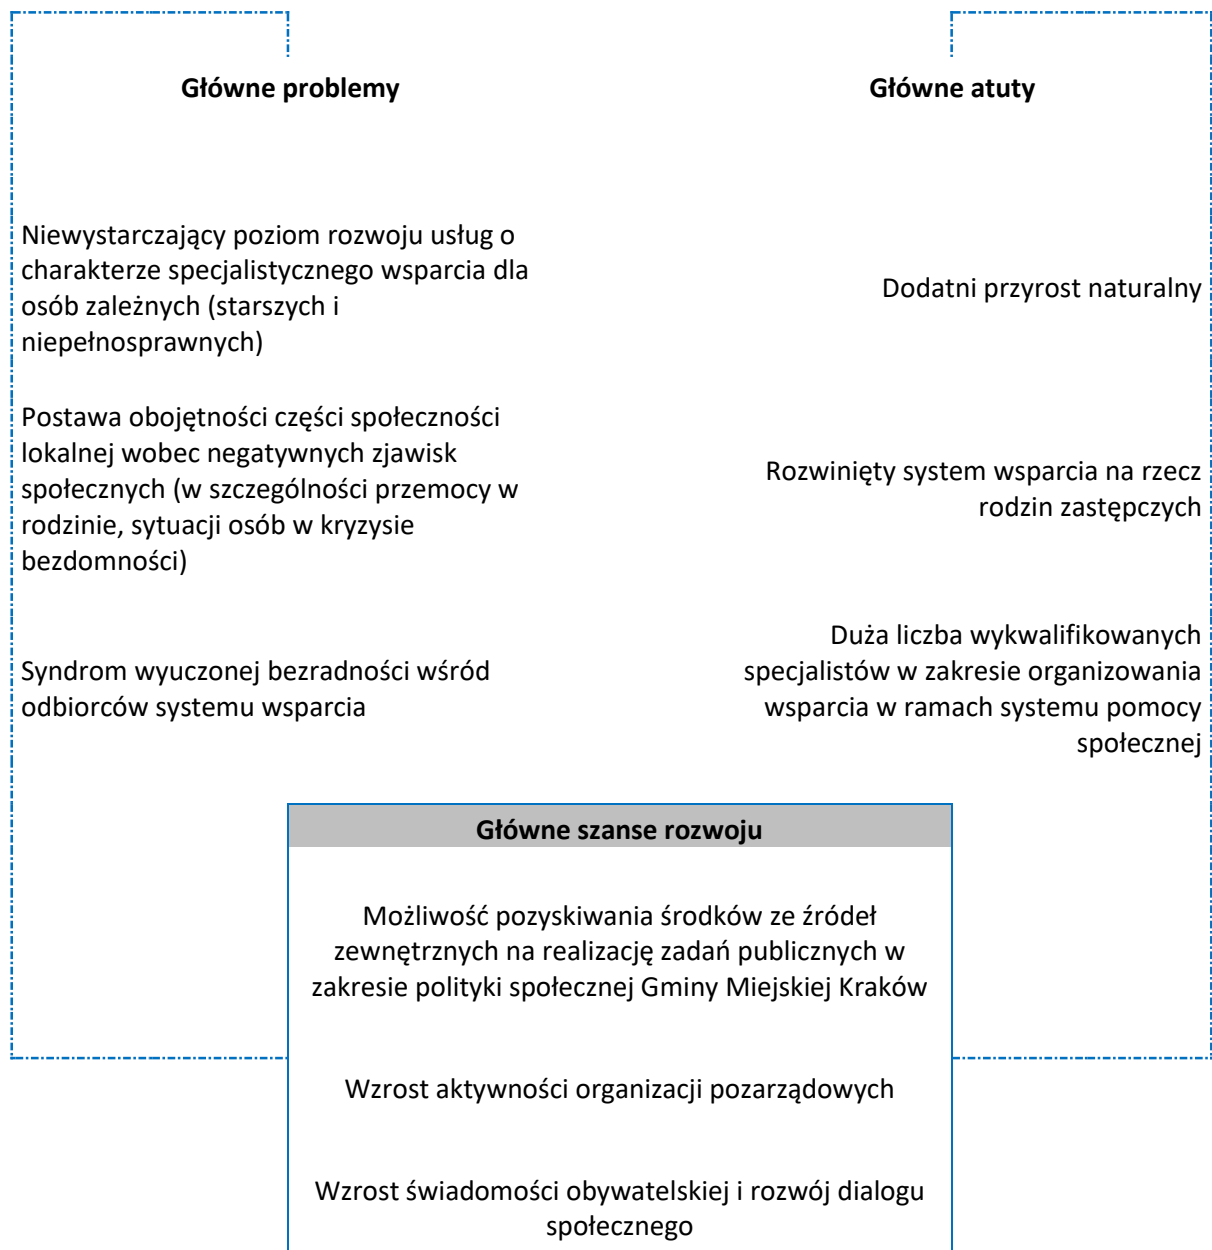 Główne problemy
Główne atuty
Niewystarczający poziom rozwoju usług o
charakterze specjalistycznego wsparcia dla
osób zależnych (starszych i
niepełnosprawnych)
Dodatni przyrost naturalny
Postawa obojętności części społeczności
lokalnej wobec negatywnych zjawisk
społecznych (w szczególności przemocy w
rodzinie, sytuacji osób w kryzysie
bezdomności)
Rozwinięty system wsparcia na rzecz
rodzin zastępczych
Syndrom wyuczonej bezradności wśród
odbiorców systemu wsparcia
Duża liczba wykwalifikowanych
specjalistów w zakresie organizowania
wsparcia w ramach systemu pomocy
społecznej
Główne szanse rozwoju
Możliwość pozyskiwania środków ze źródeł
zewnętrznych na realizację zadań publicznych w
zakresie polityki społecznej Gminy Miejskiej Kraków
Wzrost aktywności organizacji pozarządowych
Wzrost świadomości obywatelskiej i rozwój dialogu
społecznego